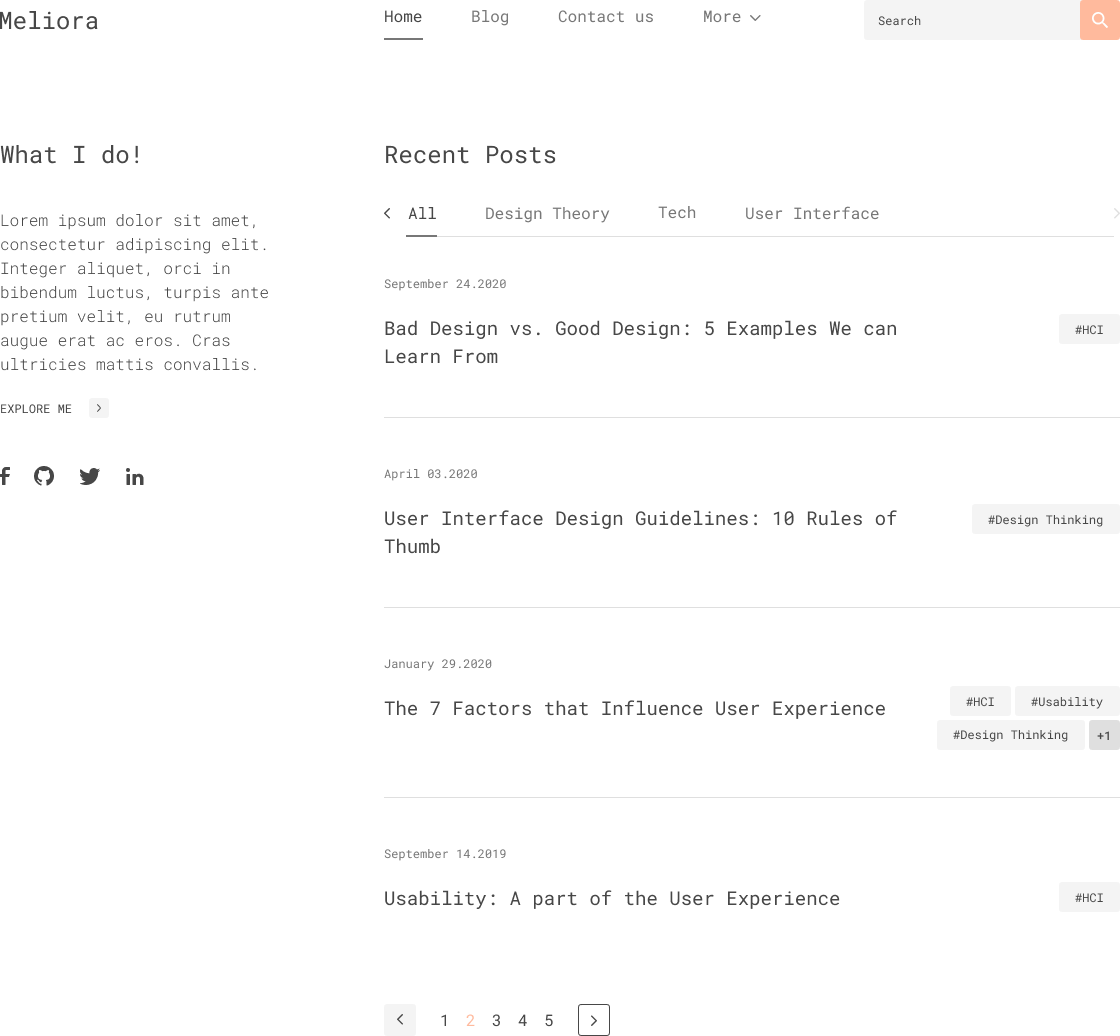 Meliora
Home
Blog
Contact us
More
Search
What I do!
Lorem ipsum dolor sit amet,
consectetur adipiscing elit.
Integer aliquet, orci in
bibendum luctus, turpis ante
pretium velit, eu rutrum
augue erat ac eros. Cras
ultricies mattis convallis.
EXPLORE ME
Recent Posts
All
Design Theory
Tech
User Interface
September 24.2020
Bad Design vs. Good Design: 5 Examples We can
Learn From
#HCI
April 03.2020
User Interface Design Guidelines: 10 Rules of
Thumb
#Design Thinking
January 29.2020
The 7 Factors that Influence User Experience
#HCI
#Usability
#Design Thinking
+1
September 14.2019
Usability: A part of the User Experience
#HCI
1 2 3 4 5